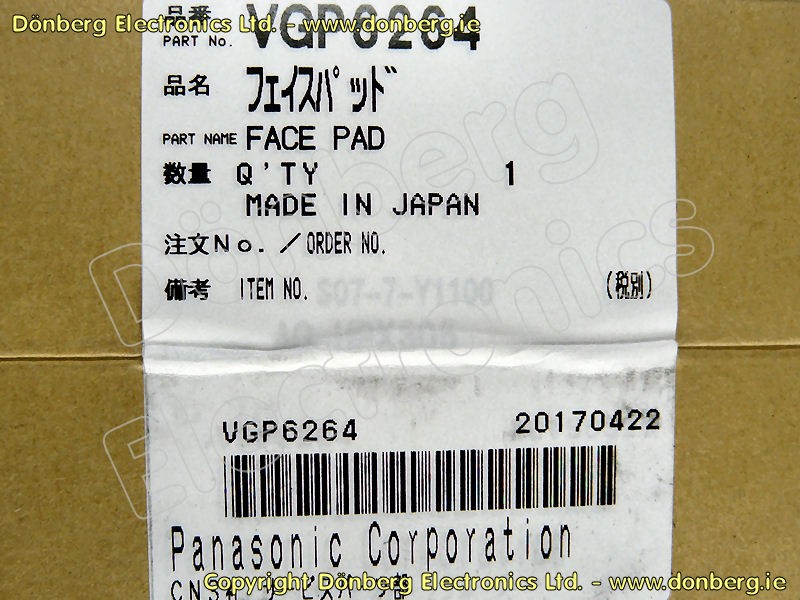 Dönberg Electronics Ltd. - www.donberg.ie
品番
PART No. VGP6264
品名 フェイスパッド
PART NAME FACE PAD
数量 Q'TY 1
MADE IN JAPAN
注文No./ORDER NO.
備考 ITEM NO. S07-7-Y1100 (税別)
Dönberg
Electronics
VGP6264 20170422
Panasonic Corporation
Copyright Dönberg Electronics Ltd. - www.donberg.ie